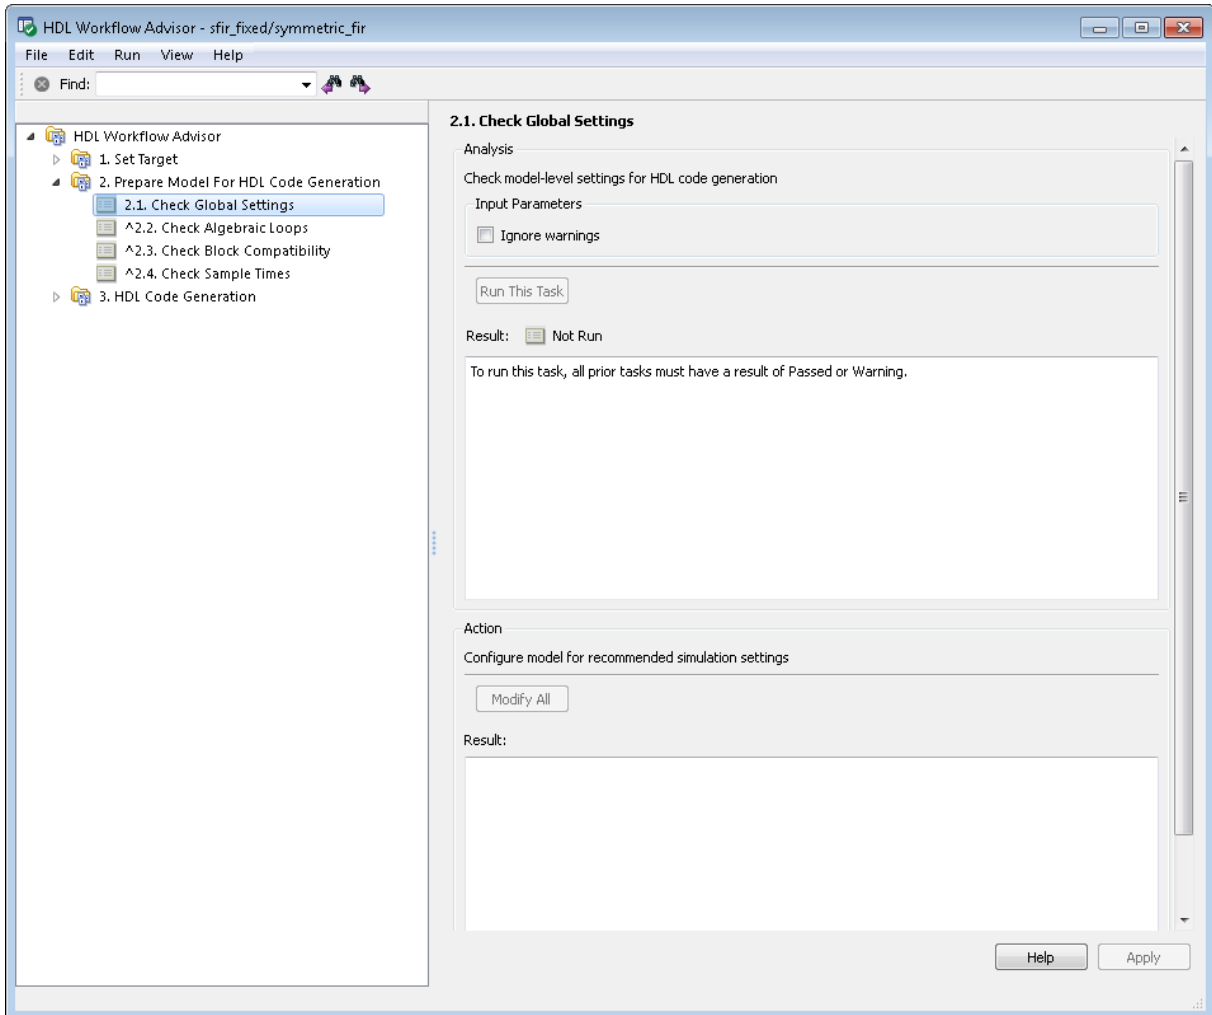 HDL Workflow Advisor - sfir_fixed/symmetric_fir
File Edit Run View Help
Find:
HDL Workflow Advisor
1. Set Target
2. Prepare Model For HDL Code Generation
2.1. Check Global Settings
^2.2. Check Algebraic Loops
^2.3. Check Block Compatibility
^2.4. Check Sample Times
3. HDL Code Generation
2.1. Check Global Settings
Analysis
Check model-level settings for HDL code generation
Input Parameters
Ignore warnings
Run This Task
Result: Not Run
To run this task, all prior tasks must have a result of Passed or Warning.
Action
Configure model for recommended simulation settings
Modify All
Result:
Help Apply